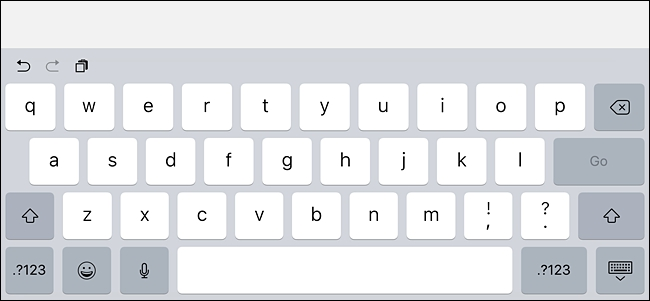 q w e r t y u i o p
a s d f g h j k l Go
z x c v b n m ! , ? .
.?123 .?123